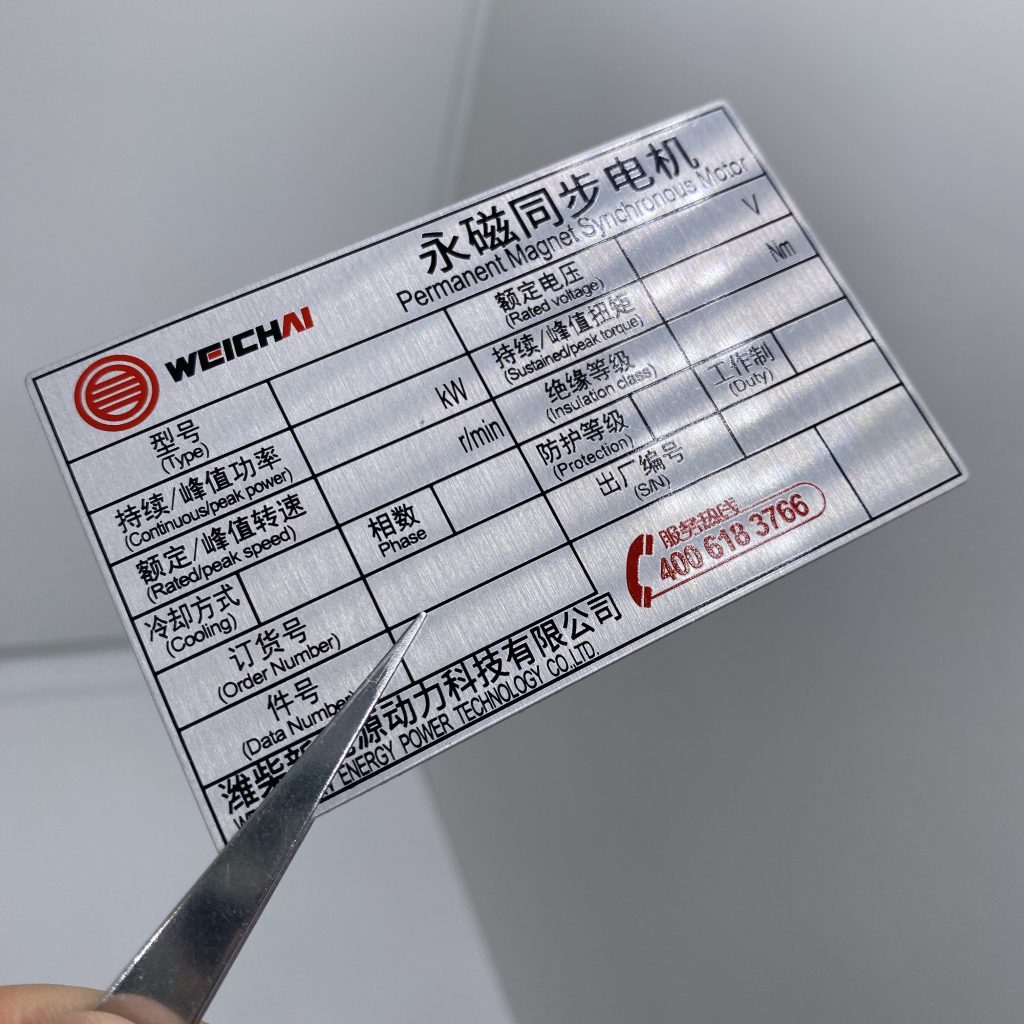 永磁同步电机
Permanent Magnet Synchronous Motor
WEICHAI
型号
(Type)
额定电压
(Rated voltage)
V
持续/峰值功率
(Continuous/peak power)
kW
持续/峰值扭矩
(Sustained/peak torque)
Nm
额定/峰值转速
(Rated/peak speed)
r/min
绝缘等级
(Insulation class)
工作制
(Duty)
冷却方式
(Cooling)
相数
Phase
防护等级
(Protection)
订货号
(Order Number)
出厂编号
(S/N)
件号
(Data Number)
服务热线
400 618 3766
潍柴 源动力科技有限公司
ENERGY POWER TECHNOLOGY CO.,LTD.